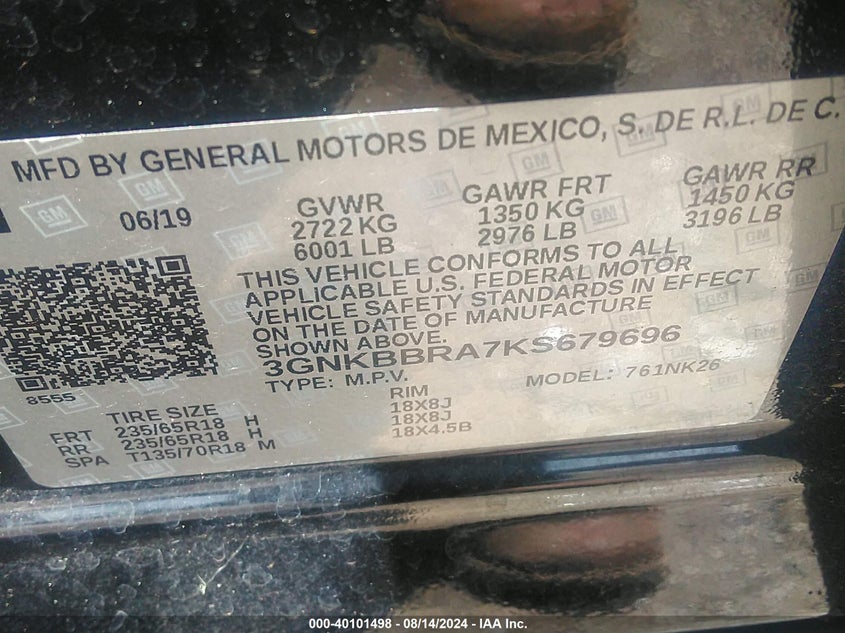 MFD BY GENERAL MOTORS DE MEXICO, S. DE R.L. DE C.
06/19 GVWR GAWR FRT GAWR RR
2722 KG 1350 KG 1450 KG
6001 LB 2976 LB 3196 LB
THIS VEHICLE CONFORMS TO ALL
APPLICABLE U.S. FEDERAL MOTOR
VEHICLE SAFETY STANDARDS IN EFFECT
ON THE DATE OF MANUFACTURE
SHOWN ABOVE.
3GNKBBRA7KS679696
TYPE: M.P.V. MODEL: 761NK26
8565
TIRE SIZE RIM
FRT 235/65R18 H 18X8J
RR 235/65R18 H 18X8J
SPA T135/70R18 M 18X4.5B
GM
000-40101498 - 08/14/2024 - IAA Inc.